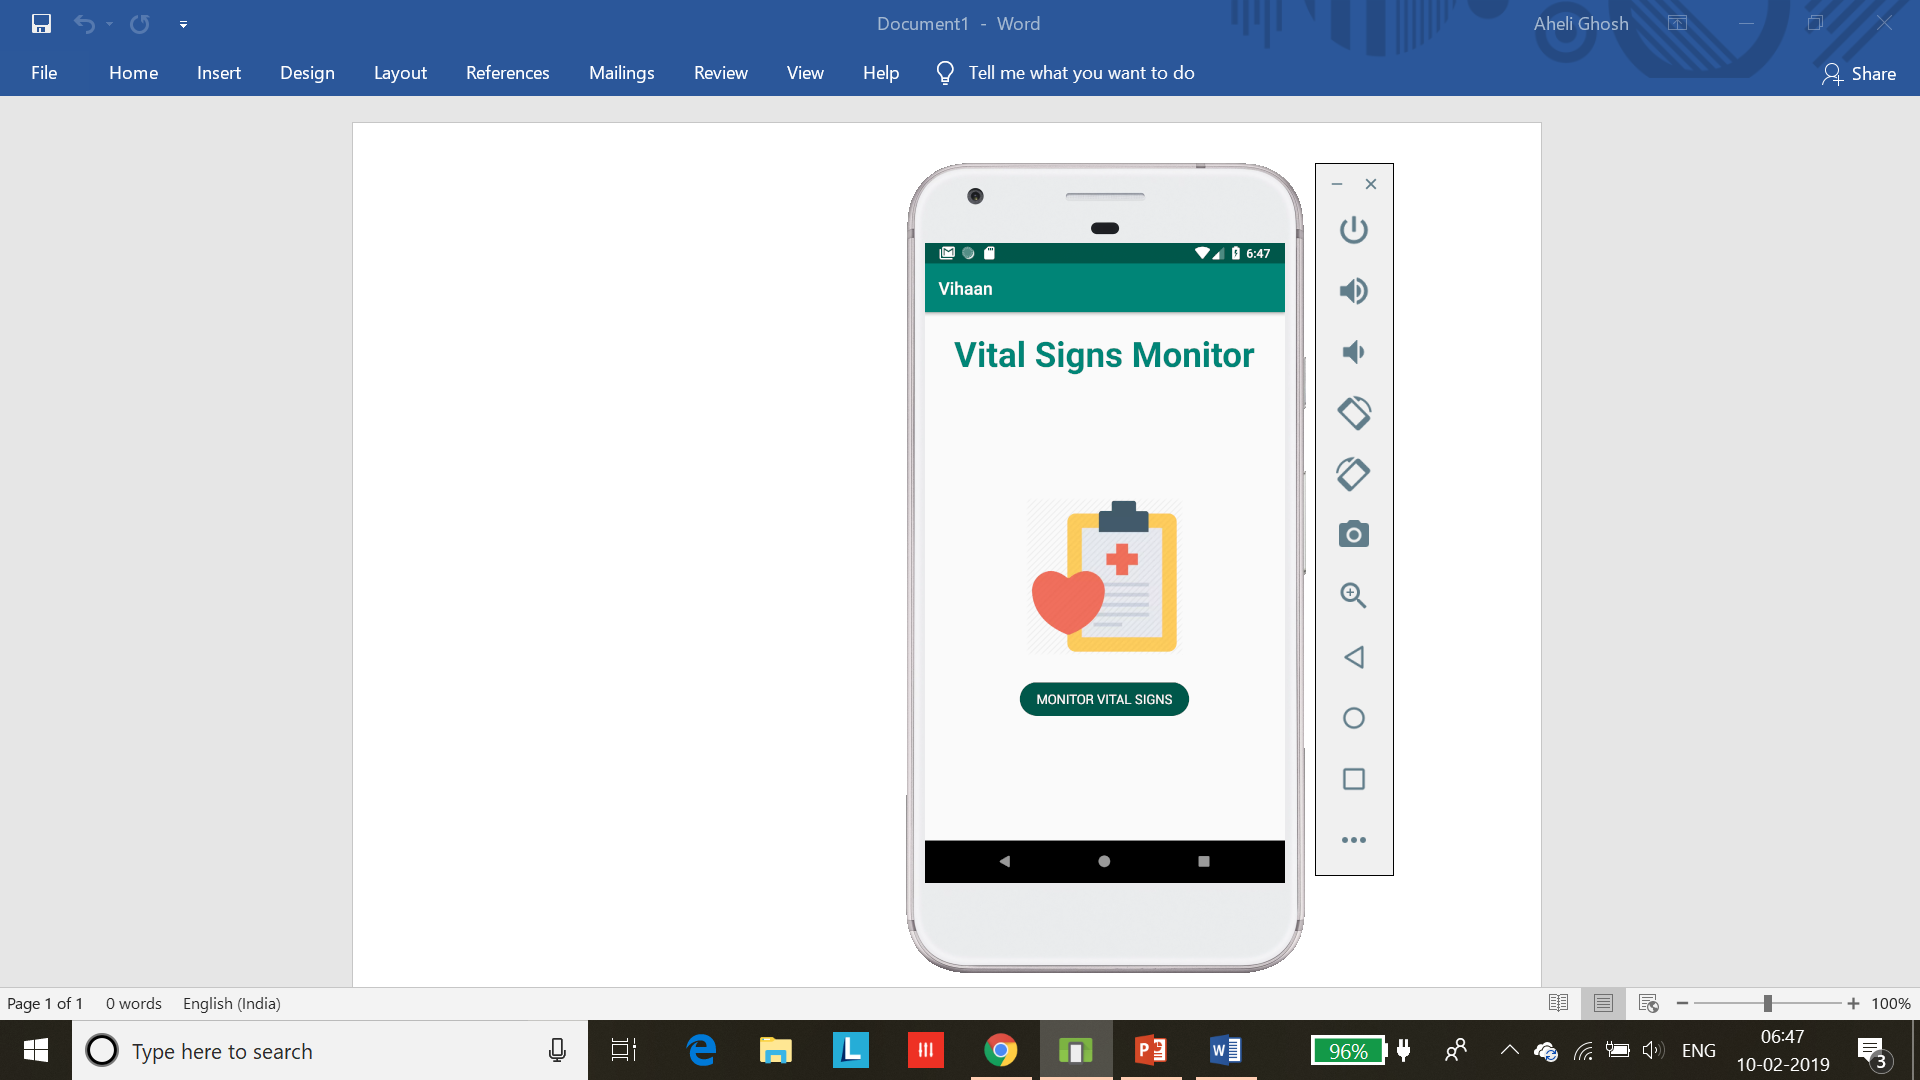 Document1 - Word
Aheli Ghosh
File Home Insert Design Layout References Mailings Review View Help Tell me what you want to do
Share
6:47
Vihaan
Vital Signs Monitor
MONITOR VITAL SIGNS
Page 1 of 1 0 words English (India)
100%
Type here to search
96%
ENG
06:47
10-02-2019
3